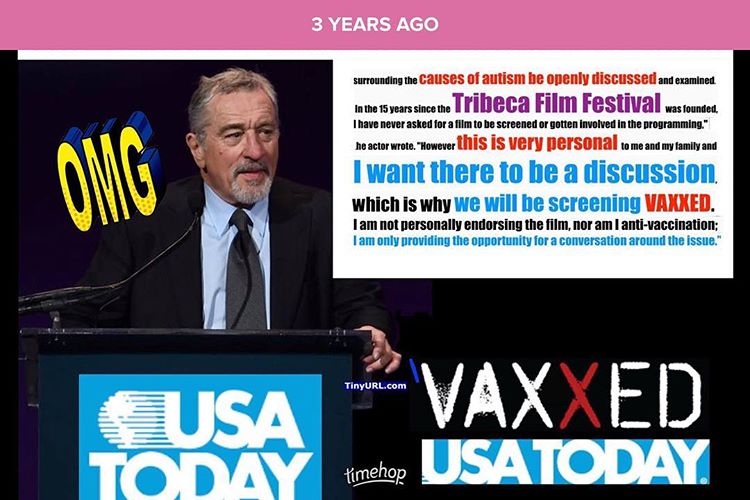 3 YEARS AGO
OMG
surrounding the causes of autism be openly discussed and examined.
In the 15 years since the Tribeca Film Festival was founded,
I have never asked for a film to be screened or gotten involved in the programming,"
he actor wrote. "However this is very personal to me and my family and
I want there to be a discussion,
which is why we will be screening VAXXED.
I am not personally endorsing the film, nor am I anti-vaccination;
I am only providing the opportunity for a conversation around the issue."
TinyURL.com
\VAXXED
USA
TODAY
timehop
USA TODAY